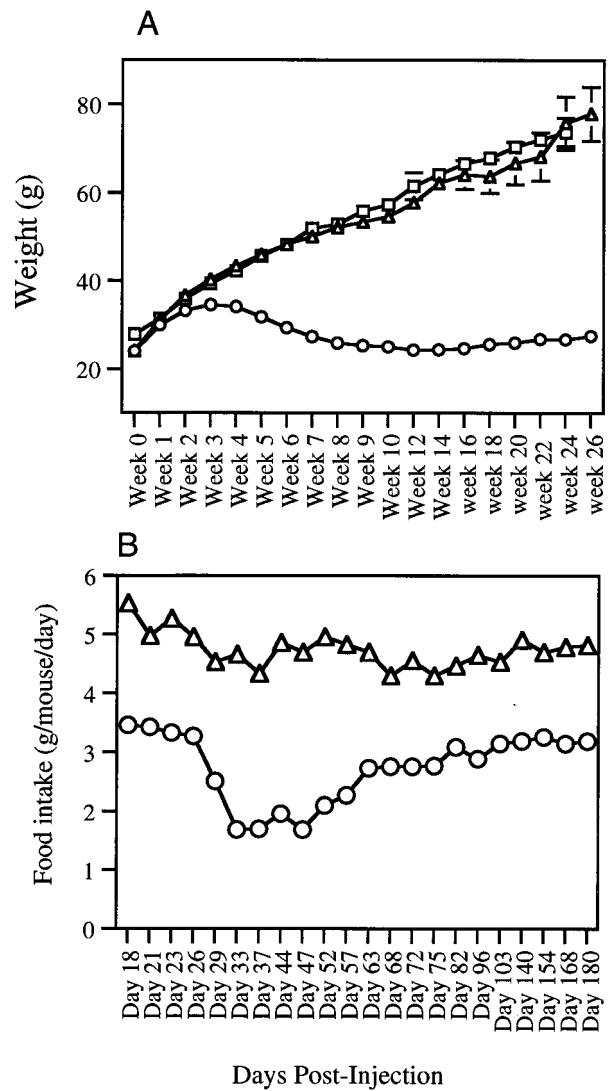 A
Weight (g)
80
60
40
20
Week 0
Week 1
Week 2
Week 3
Week 4
Week 5
Week 6
Week 7
Week 8
Week 9
Week 10
Week 12
Week 14
week 16
week 18
week 20
week 22
week 24
week 26
B
Food intake (g/mouse/day)
6
5
4
3
2
1
0
Day 18
Day 21
Day 23
Day 26
Day 29
Day 33
Day 37
Day 44
Day 47
Day 52
Day 57
Day 63
Day 68
Day 72
Day 75
Day 82
Day 96
Day 103
Day 140
Day 154
Day 168
Day 180
Days Post-Injection